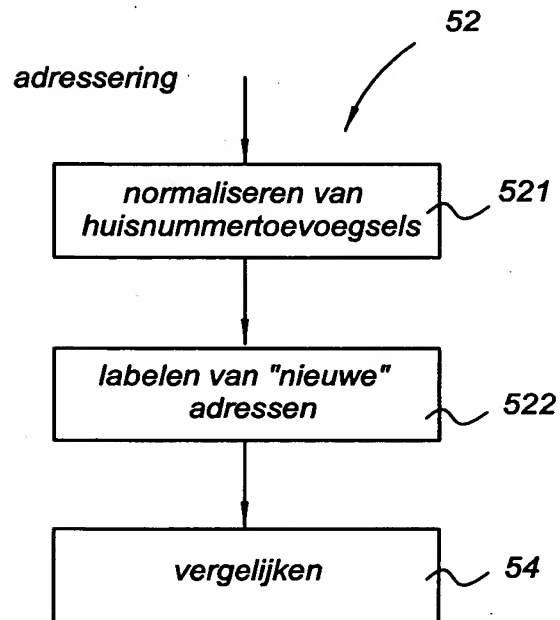 52
adressering
normaliseren van
huisnummertoevoegsels
521
labelen van "nieuwe"
adressen
522
vergelijken
54